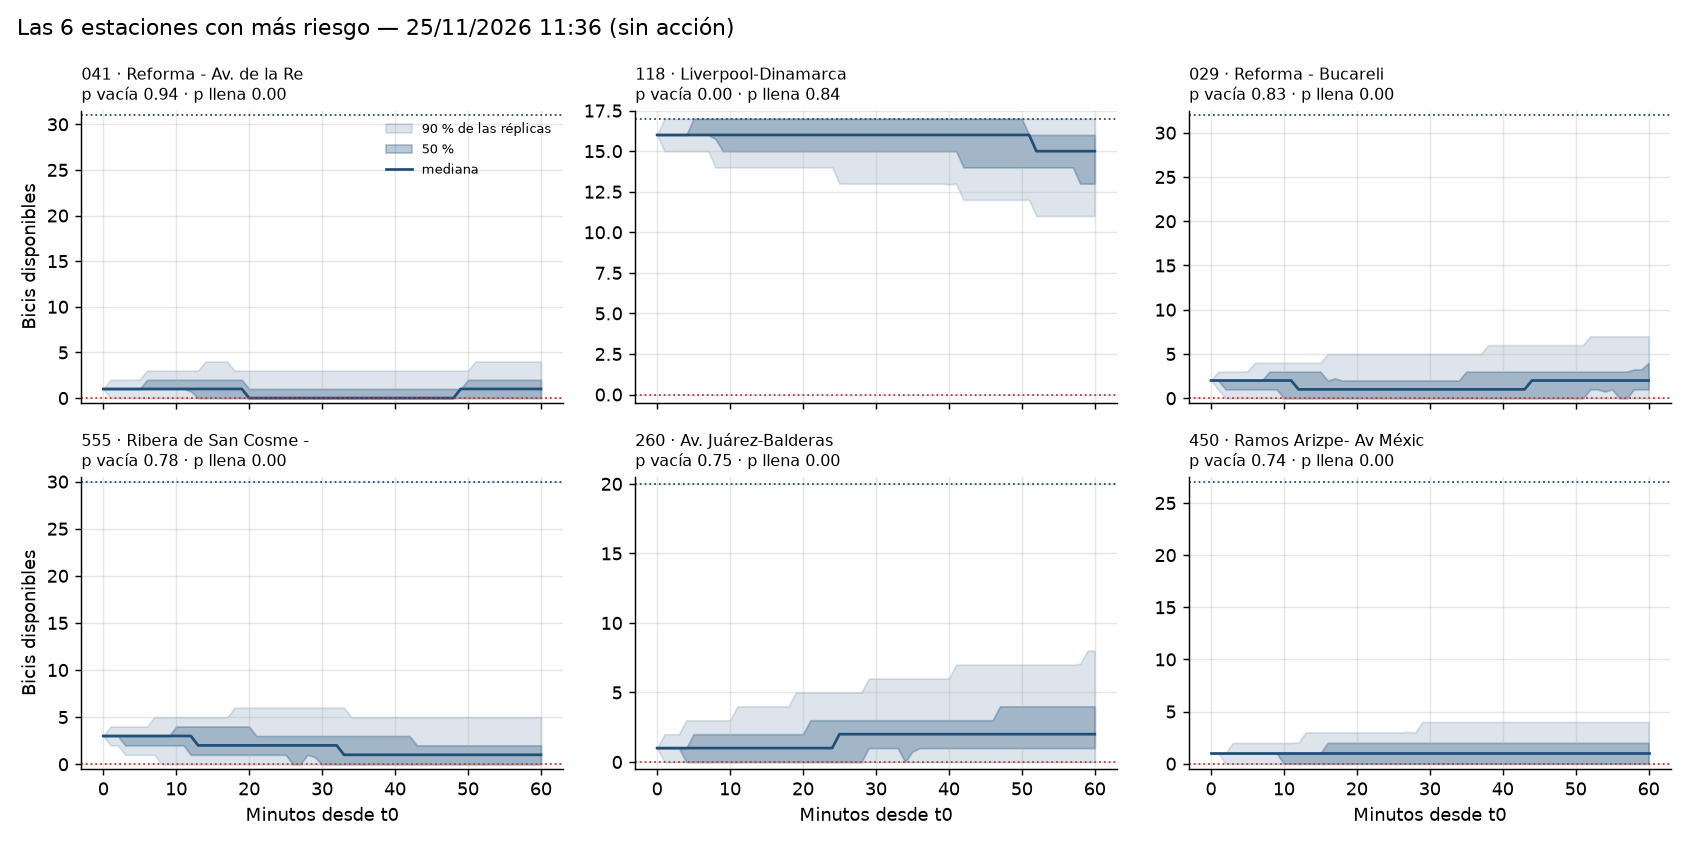 Las 6 estaciones con más riesgo — 25/11/2026 11:36 (sin acción)
041 · Reforma - Av. de la Re
p vacía 0.94 · p llena 0.00
118 · Liverpool-Dinamarca
p vacía 0.00 · p llena 0.84
029 · Reforma - Bucareli
p vacía 0.83 · p llena 0.00
Bicis disponibles
30
25
20
15
10
5
0
90 % de las réplicas
50 %
mediana
17.5
15.0
12.5
10.0
7.5
5.0
2.5
0.0
30
25
20
15
10
5
0
555 · Ribera de San Cosme -
p vacía 0.78 · p llena 0.00
260 · Av. Juárez-Balderas
p vacía 0.75 · p llena 0.00
450 · Ramos Arizpe- Av Méxic
p vacía 0.74 · p llena 0.00
Bicis disponibles
30
25
20
15
10
5
0
0 10 20 30 40 50 60
Minutos desde t0
20
15
10
5
0
0 10 20 30 40 50 60
Minutos desde t0
25
20
15
10
5
0
0 10 20 30 40 50 60
Minutos desde t0